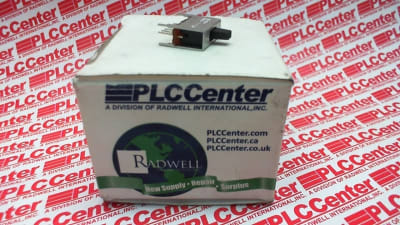 PLCCenter
A DIVISION OF RADWELL INTERNATIONAL, INC.
PLCCenter.com
PLCCenter.ca
PLCCenter.co.uk
RADWELL
New Supply • Repair • Surplus